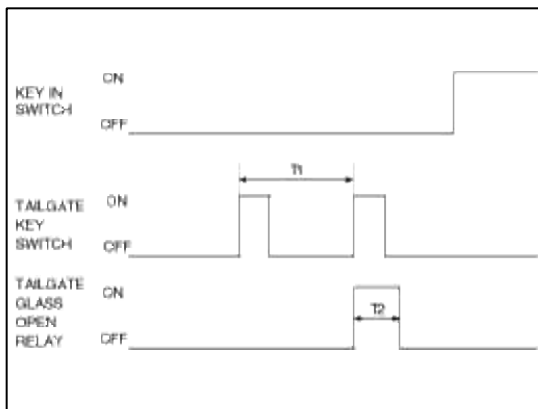 KEY IN
SWITCH
ON
OFF
T1
TAILGATE
KEY
SWITCH
ON
OFF
TAILGATE
GLASS
OPEN
RELAY
ON
OFF
T2